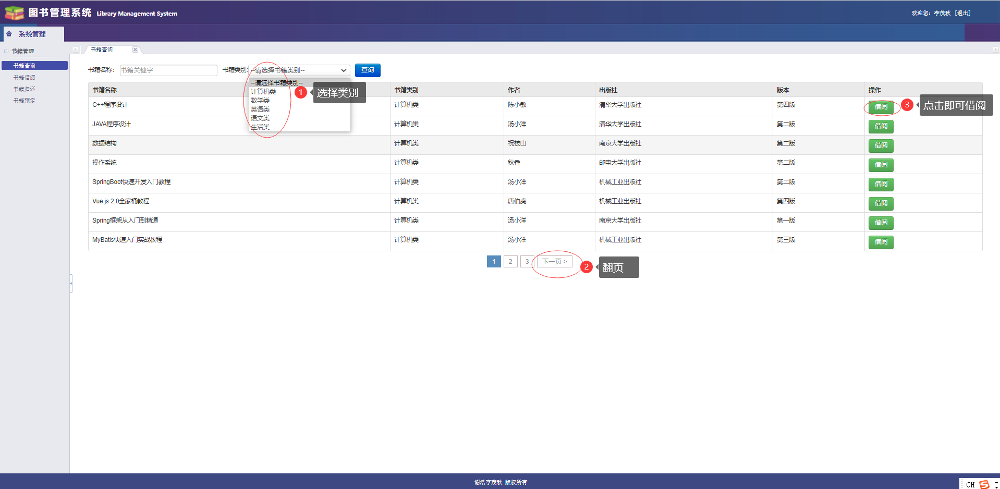 图书管理系统 Library Management System
欢迎您：李茂秋 [退出]
系统管理
书籍管理
书籍查询
书籍借阅
书籍归还
书籍预定
书籍查询
书籍名称： 书籍关键字 书籍类别: --请选择书籍类别-- 查询
--请选择书籍类别--
计算机类
数学类
英语类
语文类
生活类
1 选择类别
书籍名称 书籍类别 作者 出版社 版本 操作
C++程序设计 计算机类 陈小敏 清华大学出版社 第四版 借阅
3 点击即可借阅
JAVA程序设计 计算机类 汤小洋 清华大学出版社 第二版 借阅
数据结构 计算机类 祝枝山 南京大学出版社 第二版 借阅
操作系统 计算机类 秋香 邮电大学出版社 第二版 借阅
SpringBoot快速开发入门教程 计算机类 汤小洋 机械工业出版社 第二版 借阅
Vue.js 2.0全家桶教程 计算机类 唐伯虎 机械工业出版社 第四版 借阅
Spring框架从入门到精通 计算机类 汤小洋 南京大学出版社 第一版 借阅
MyBatis快速入门实战教程 计算机类 汤小洋 机械工业出版社 第三版 借阅
1 2 3 下一页 >
2 翻页
谢浩李茂秋 版权所有
CH S